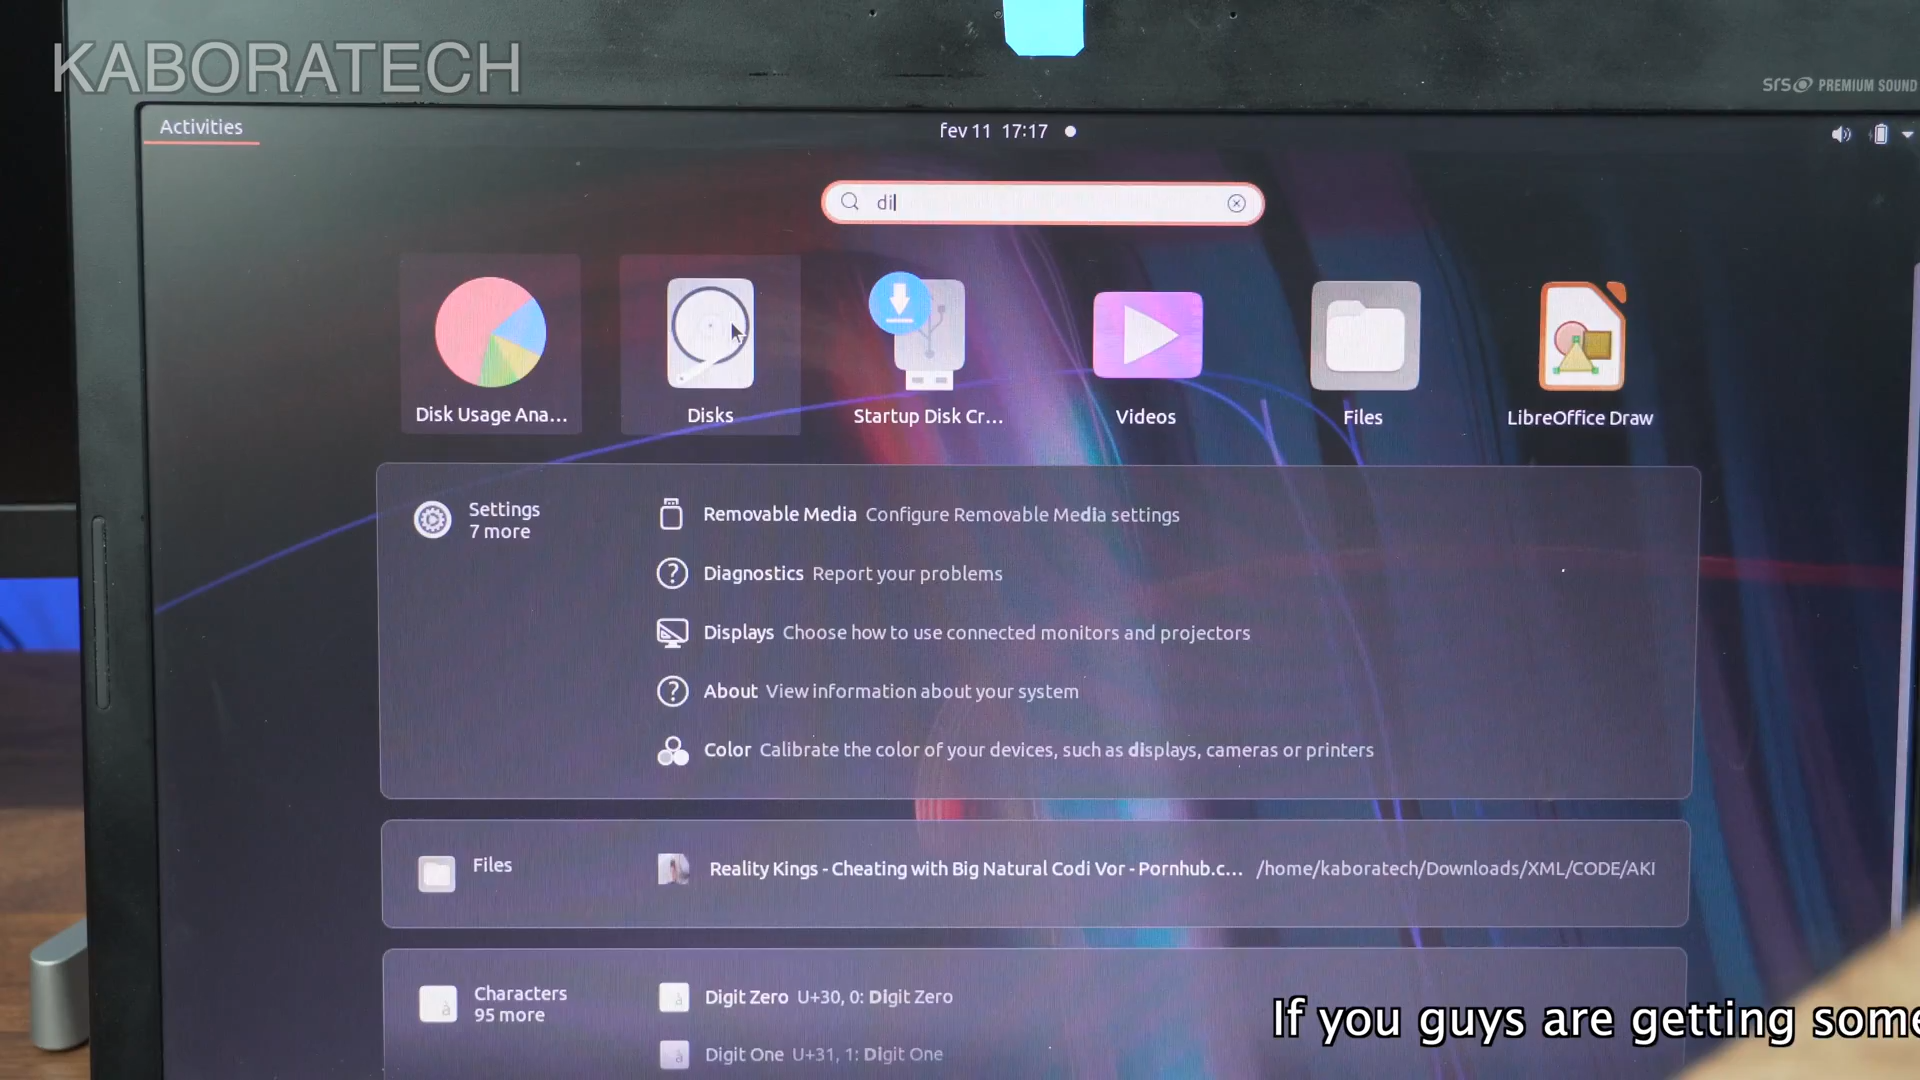 KABORATECH
SRS PREMIUM SOUND
Activities
fev 11 17:17
di
Disk Usage Ana...
Disks
Startup Disk Cr...
Videos
Files
LibreOffice Draw
Settings
7 more
Removable Media Configure Removable Media settings
Diagnostics Report your problems
Displays Choose how to use connected monitors and projectors
About View information about your system
Color Calibrate the color of your devices, such as displays, cameras or printers
Files
Reality Kings - Cheating with Big Natural Codi Vor - Pornhub.c... /home/kaboratech/Downloads/XML/CODE/AKI
Characters
95 more
Digit Zero U+30, 0: Digit Zero
Digit One U+31, 1: Digit One
If you guys are getting some